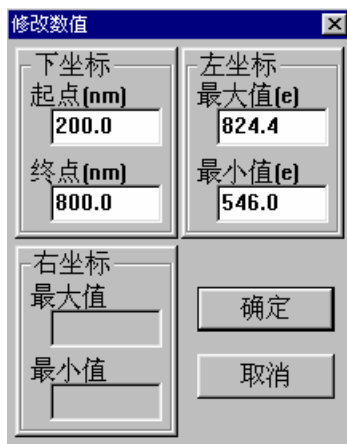 修改数值
下坐标
起点(nm)
200.0
终点(nm)
800.0
左坐标
最大值(e)
824.4
最小值(e)
546.0
右坐标
最大值
最小值
确定
取消